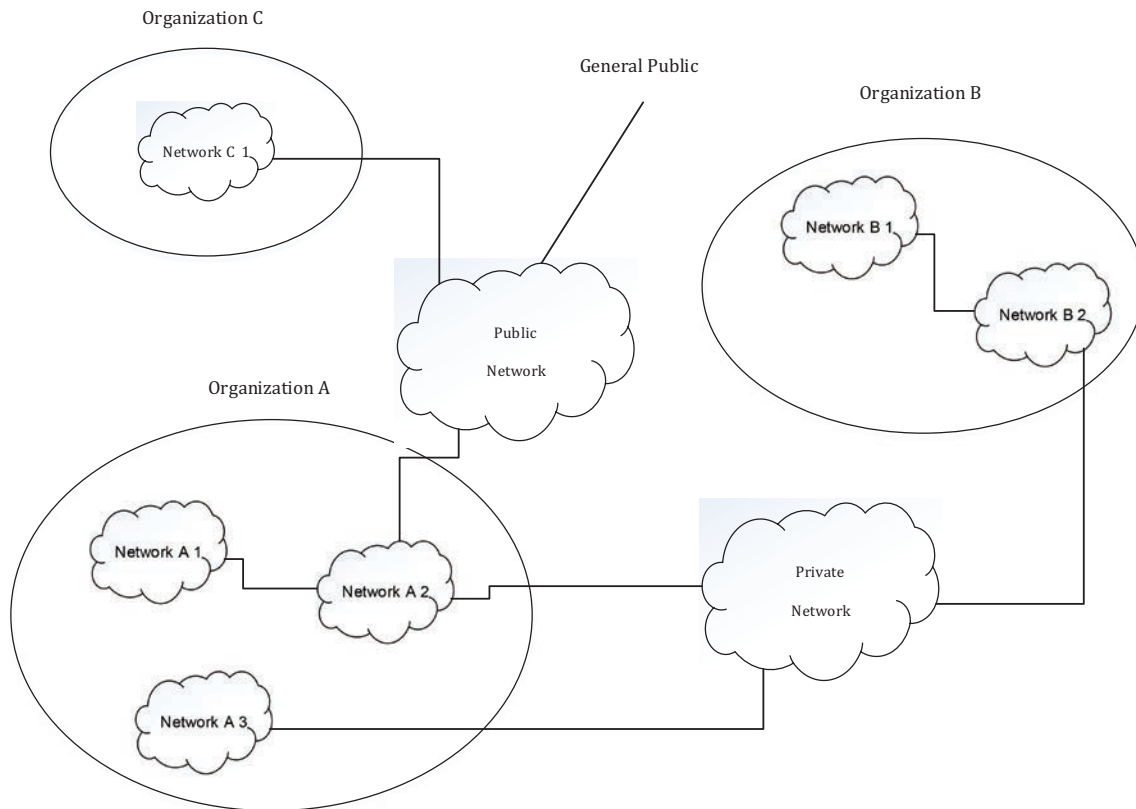 Organization C
General Public
Organization B
Network C 1
Network B 1
Network B 2
Public
Network
Organization A
Network A 1
Network A 2
Private
Network
Network A 3